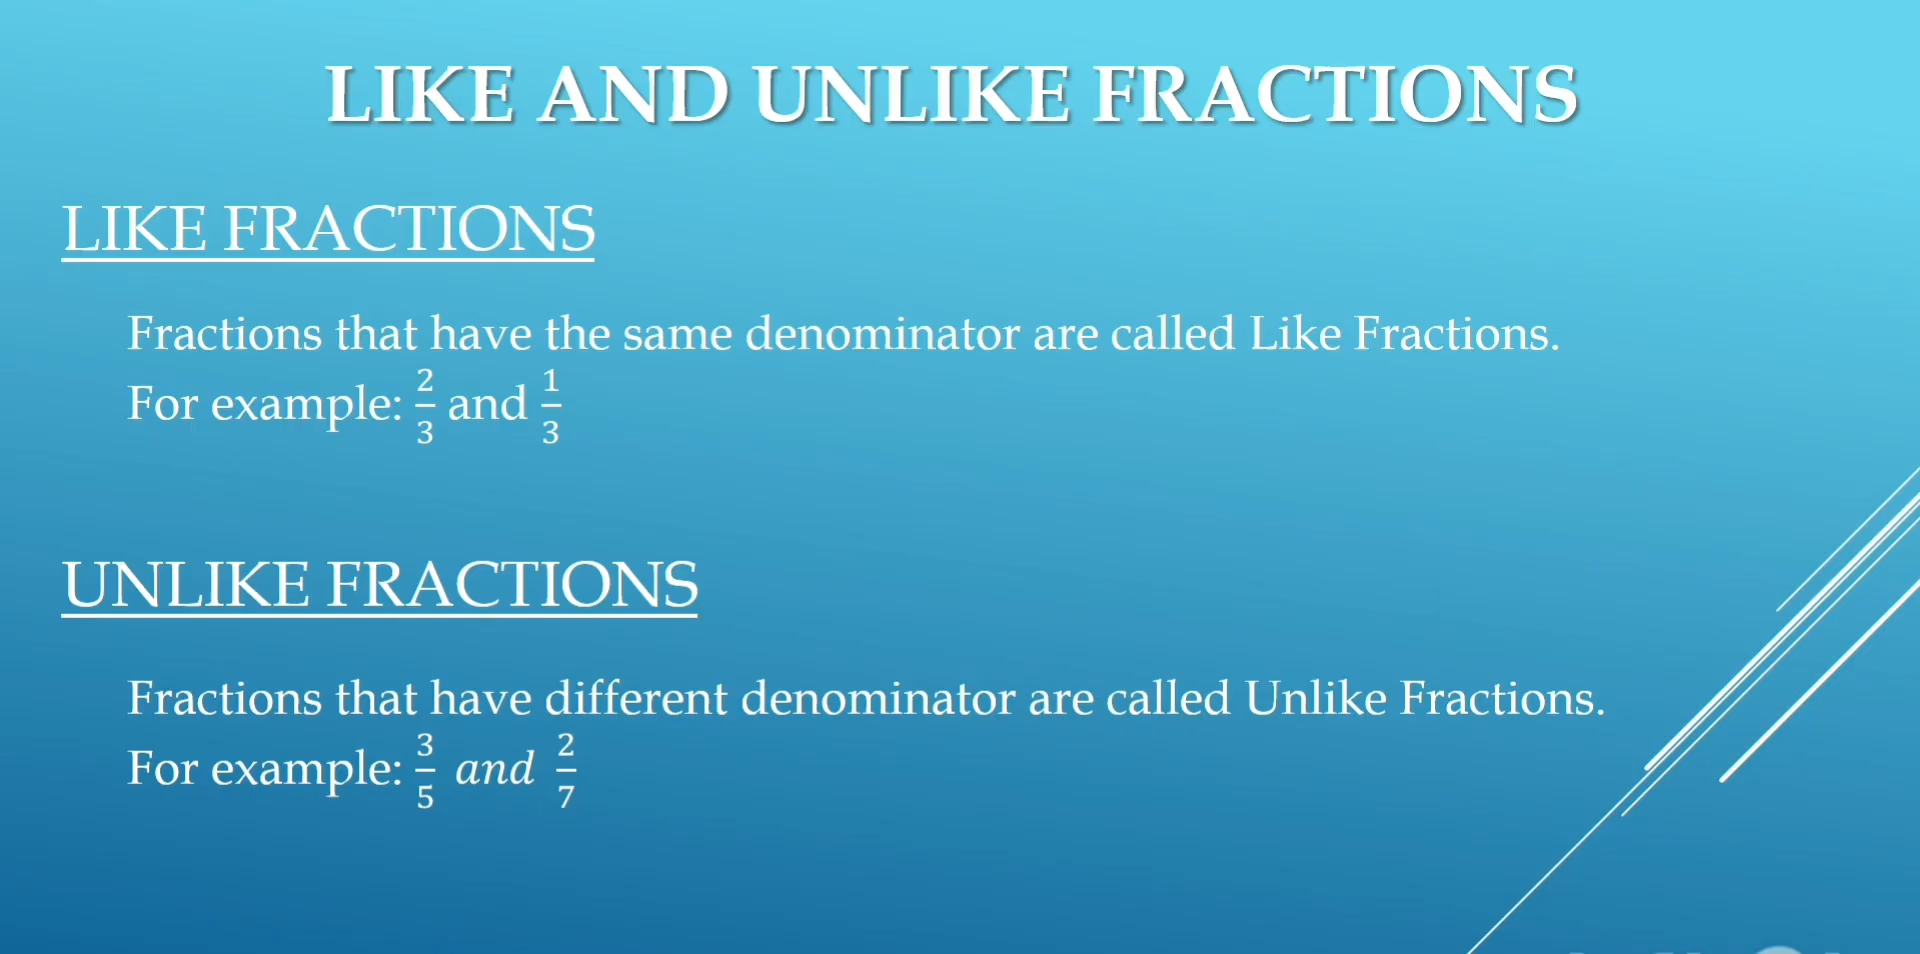 LIKE AND UNLIKE FRACTIONS
LIKE FRACTIONS
Fractions that have the same denominator are called Like Fractions.
For example: 2/3 and 1/3
UNLIKE FRACTIONS
Fractions that have different denominator are called Unlike Fractions.
For example: 3/5 and 2/7